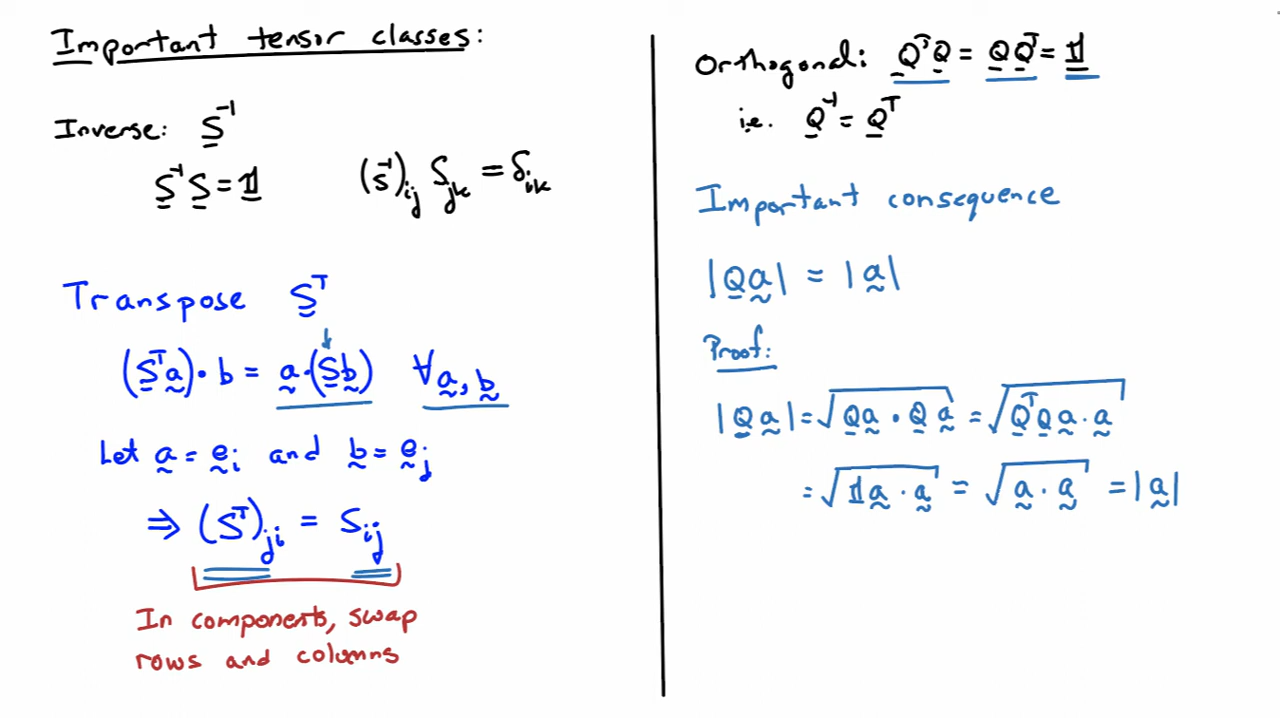 Important tensor classes:
Inverse: S⁻¹
S⁻¹S = 𝟙 (S⁻¹)ᵢⱼ Sⱼₖ = δᵢₖ
Transpose Sᵀ
(Sᵀa)·b = a·(Sb) ∀a, b
Let a = eᵢ and b = eⱼ
⇒ (Sᵀ)ⱼᵢ = Sᵢⱼ
In components, swap
rows and columns
Orthogonal: QᵀQ = QQᵀ = 𝟙
i.e. Q⁻¹ = Qᵀ
Important consequence
|Qa| = |a|
Proof:
|Qa| = √(Qa · Qa) = √(QᵀQa · a)
= √(𝟙a · a) = √(a · a) = |a|